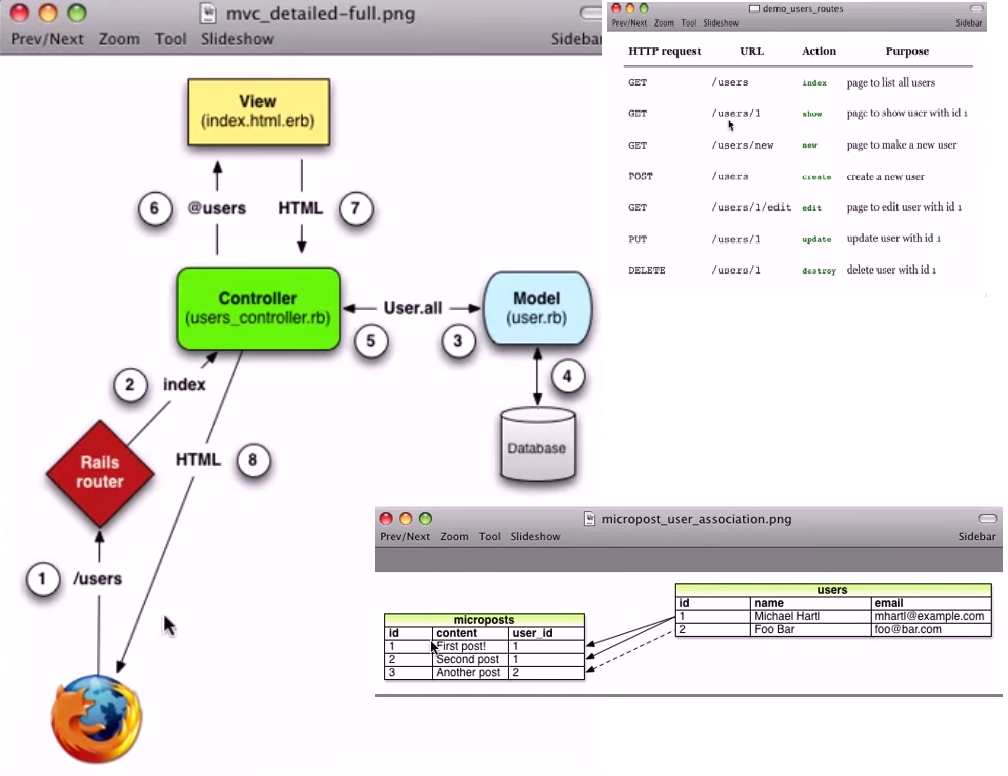 mvc_detailed-full.png
Prev/Next Zoom Tool Slideshow Sidebar
View
(index.html.erb)
6 @users HTML 7
Controller
(users_controller.rb)
User.all
5 3
Model
(user.rb)
4
Database
2 index
Rails
router
HTML 8
1 /users
demo_users_routes
Prev/Next Zoom Tool Slideshow Sidebar
HTTP request URL Action Purpose
GET /users index page to list all users
GET /users/1 show page to show user with id 1
GET /users/new new page to make a new user
POST /users create create a new user
GET /users/1/edit edit page to edit user with id 1
PUT /users/1 update update user with id 1
DELETE /users/1 destroy delete user with id 1
micropost_user_association.png
Prev/Next Zoom Tool Slideshow Sidebar
microposts
id content user_id
1 First post! 1
2 Second post 1
3 Another post 2
users
id name email
1 Michael Hartl mhartl@example.com
2 Foo Bar foo@bar.com